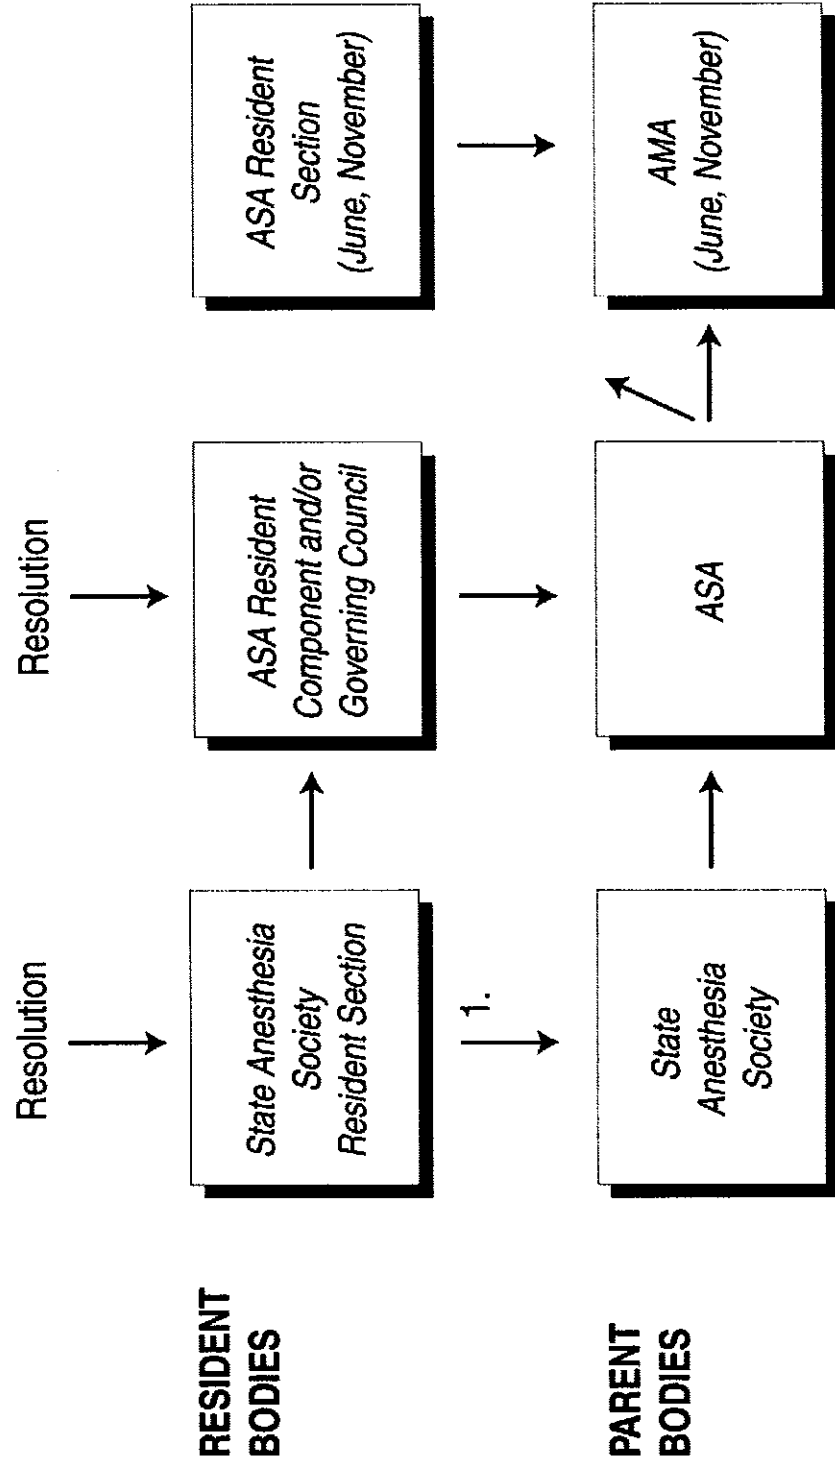 Resolution
Resolution
RESIDENT
BODIES
State Anesthesia
Society
Resident Section
ASA Resident
Component and/or
Governing Council
ASA Resident
Section
(June, November)
1.
PARENT
BODIES
State
Anesthesia
Society
ASA
AMA
(June, November)